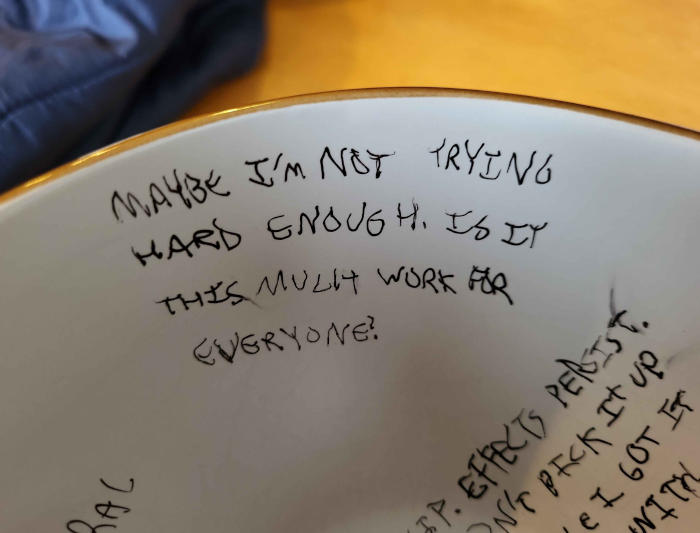 MAYBE I'M NOT TRYING
HARD ENOUGH. IS IT
THIS MUCH WORK FOR
EVERYONE?
EFFECTS PERSIST.
PICK IT UP
I GOT IT
WITH